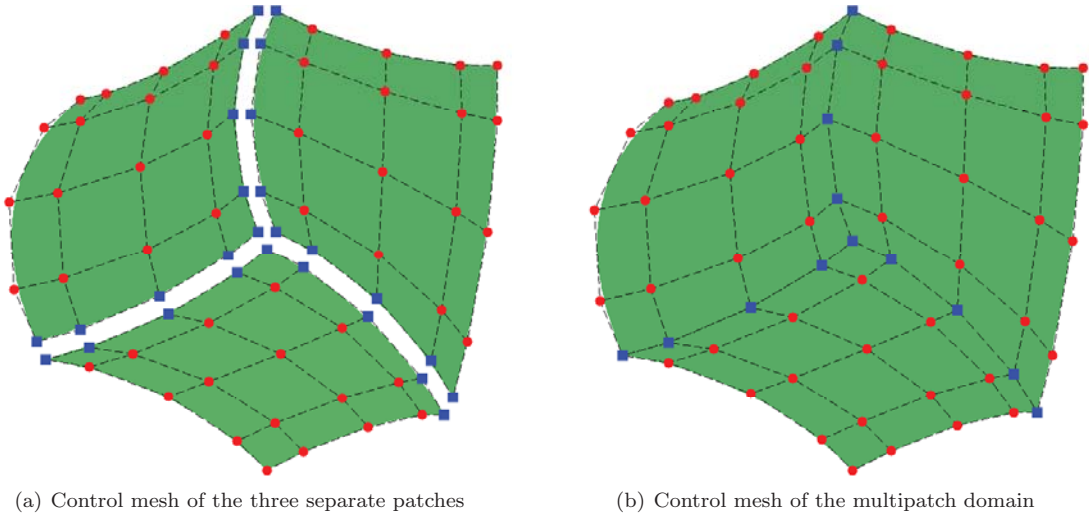 (a) Control mesh of the three separate patches
(b) Control mesh of the multipatch domain